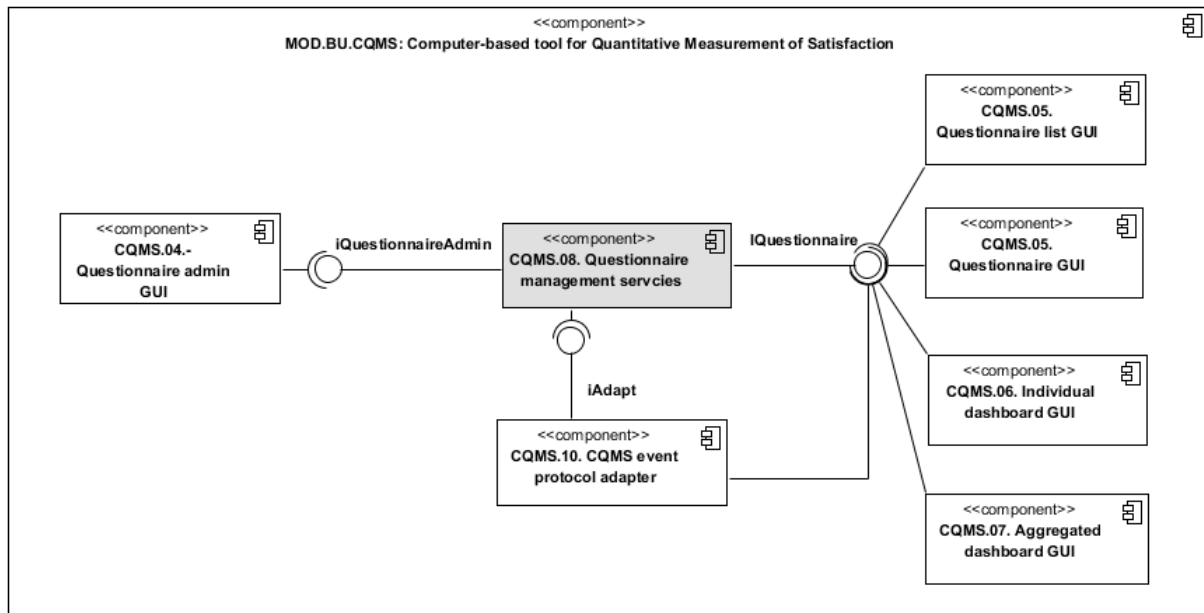 <<component>>
MOD.BU.CQMS: Computer-based tool for Quantitative Measurement of Satisfaction
<<component>>
CQMS.05.
Questionnaire list GUI
<<component>>
CQMS.04.-
Questionnaire admin
GUI
iQuestionnaireAdmin
<<component>>
CQMS.08. Questionnaire
management servcies
IQuestionnaire
<<component>>
CQMS.05.
Questionnaire GUI
iAdapt
<<component>>
CQMS.06. Individual
dashboard GUI
<<component>>
CQMS.10. CQMS event
protocol adapter
<<component>>
CQMS.07. Aggregated
dashboard GUI